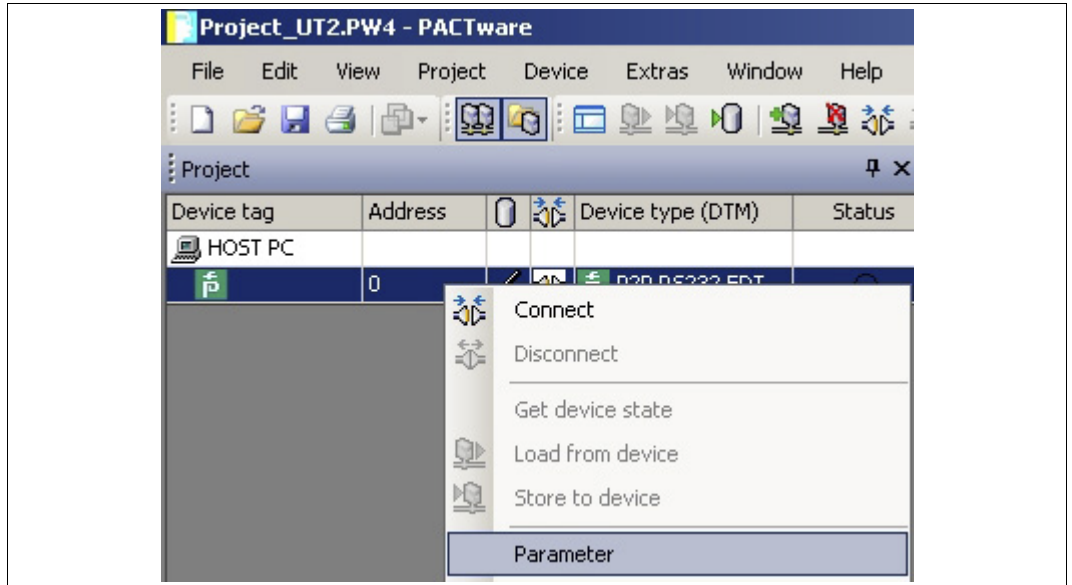 Project_UT2.PW4 - PACTware
File Edit View Project Device Extras Window Help
Project
Device tag Address Device type (DTM) Status
HOST PC
0
Connect
Disconnect
Get device state
Load from device
Store to device
Parameter